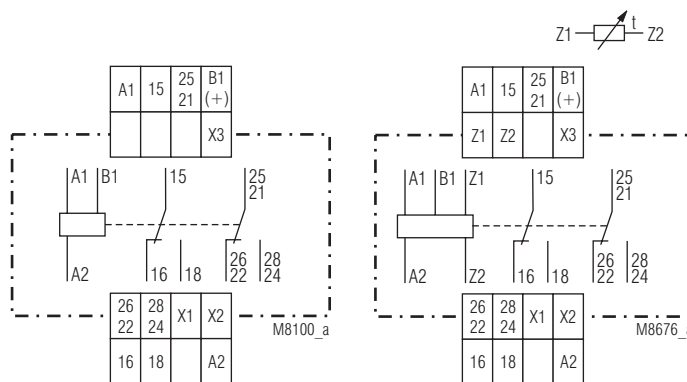 Z1 t Z2
A1 15 25 21 B1 (+)
X3
A1 B1 15 25 21
A2 16 18 26 22 28 24
26 22 28 24 X1 X2
M8100_a
16 18 A2
A1 15 25 21 B1 (+)
Z1 Z2 X3
A1 B1 Z1 15 25 21
A2 Z2 16 18 26 22 28 24
26 22 28 24 X1 X2
M8676_a
16 18 A2